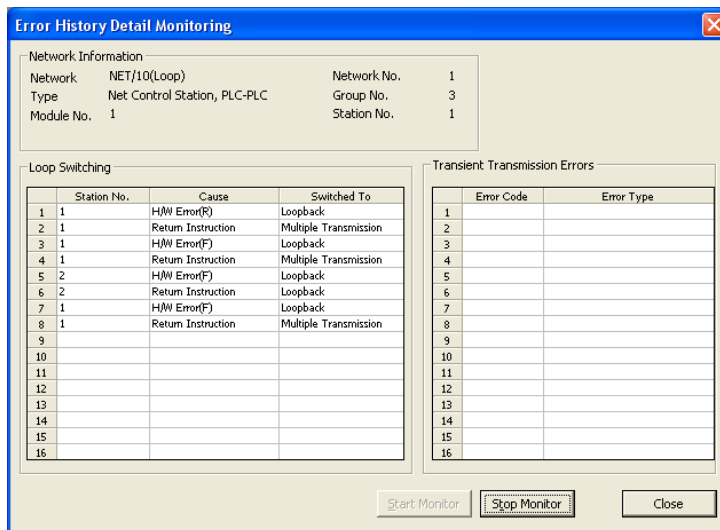 Error History Detail Monitoring
Network Information
Network NET/10(Loop) Network No. 1
Type Net Control Station, PLC-PLC Group No. 3
Module No. 1 Station No. 1
Loop Switching
Station No. Cause Switched To
1 1 H/W Error(R) Loopback
2 1 Return Instruction Multiple Transmission
3 1 H/W Error(F) Loopback
4 1 Return Instruction Multiple Transmission
5 2 H/W Error(F) Loopback
6 2 Return Instruction Loopback
7 1 H/W Error(F) Loopback
8 1 Return Instruction Multiple Transmission
9
10
11
12
13
14
15
16
Transient Transmission Errors
Error Code Error Type
1
2
3
4
5
6
7
8
9
10
11
12
13
14
15
16
Start Monitor Stop Monitor Close